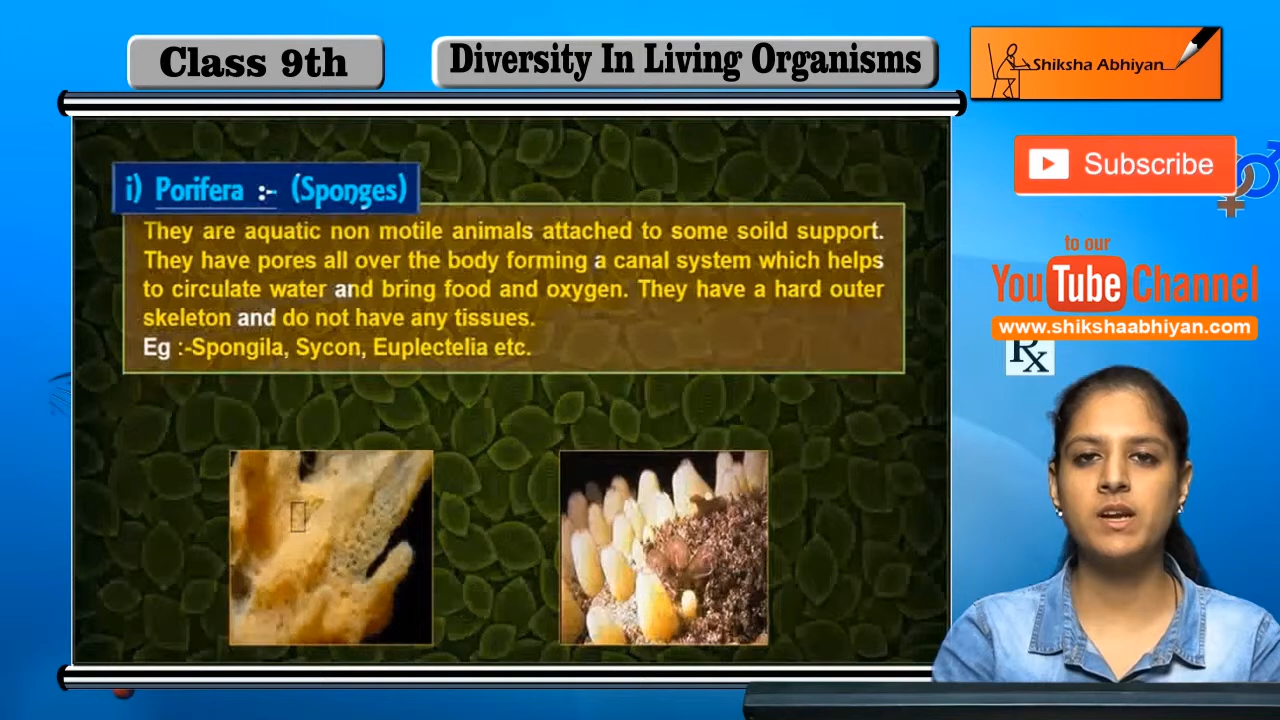 Class 9th
Diversity In Living Organisms
Shiksha Abhiyan
Subscribe
i) Porifera :- (Sponges)
They are aquatic non motile animals attached to some soild support.
They have pores all over the body forming a canal system which helps
to circulate water and bring food and oxygen. They have a hard outer
skeleton and do not have any tissues.
Eg :-Spongila, Sycon, Euplectelia etc.
to our
YouTube Channel
www.shikshaabhiyan.com
Rx